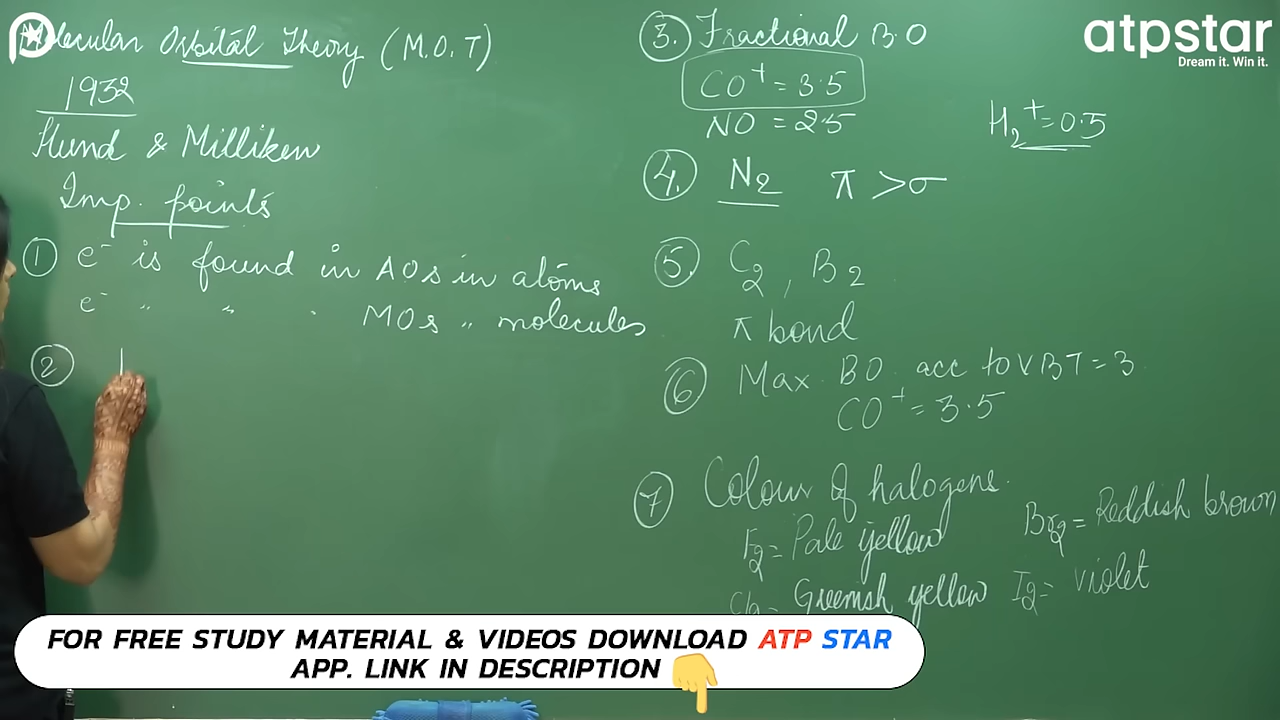 Molecular Orbital Theory (M.O.T)
1932
Hund & Milliken
Imp. points
① e⁻ is found in AOs in atoms
e⁻ " " " MOs " molecules
②
③. Fractional B.O
CO⁺ = 3.5
NO = 2.5
H₂⁺ = 0.5
④. N₂ π > σ
⑤. C₂, B₂
π bond
⑥ Max. BO acc to VBT = 3
CO⁺ = 3.5
⑦ Colour of halogens.
F₂ = Pale yellow
Br₂ = Reddish brown
Cl₂ = Greenish yellow
I₂ = violet
atpstar
Dream it. Win it.
FOR FREE STUDY MATERIAL & VIDEOS DOWNLOAD ATP STAR
APP. LINK IN DESCRIPTION